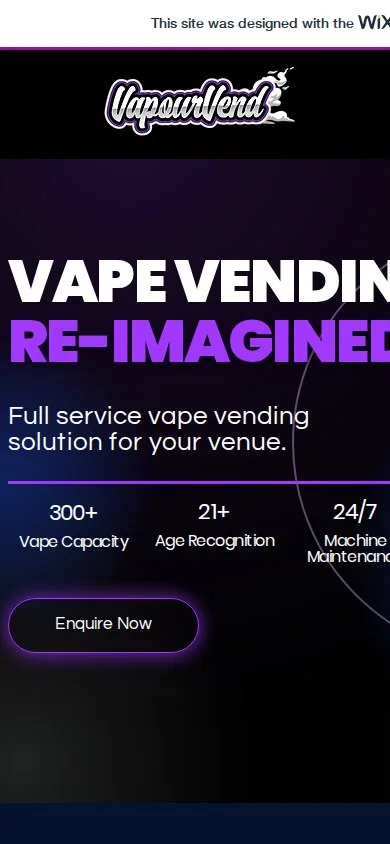 This site was designed with the WiX
VapourVend
VAPE VENDIN
RE-IMAGINED
Full service vape vending
solution for your venue.
300+
21+
24/7
Vape Capacity
Age Recognition
Machine
Maintenanc
Enquire Now